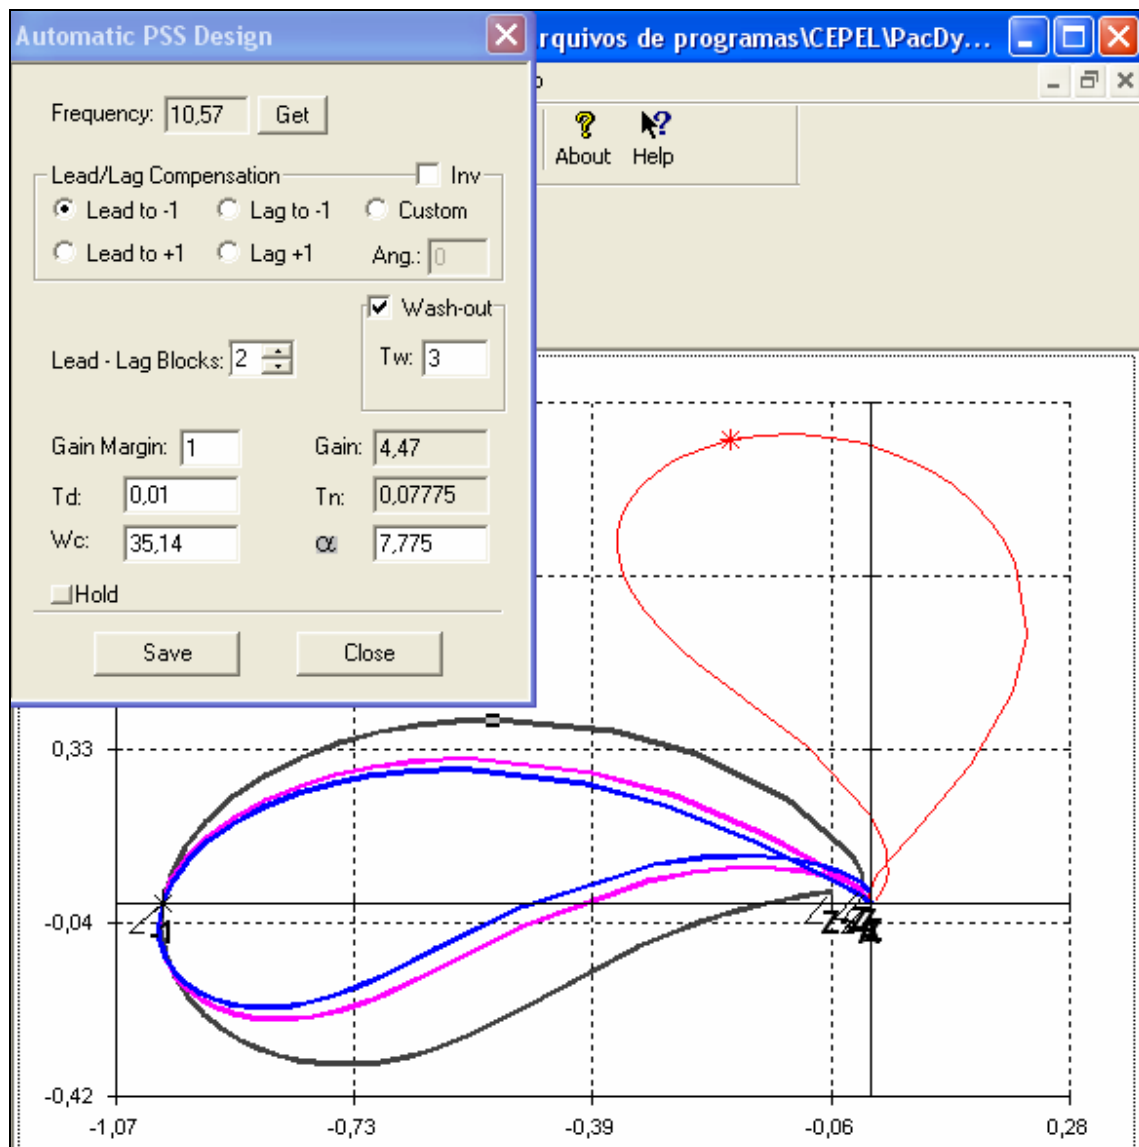 Automatic PSS Design
rquivos de programas\CEPEL\PacDy...
Frequency: 10,57 Get
About Help
Lead/Lag Compensation Inv
Lead to -1 Lag to -1 Custom
Lead to +1 Lag +1 Ang.: 0
Wash-out
Lead - Lag Blocks: 2 Tw: 3
Gain Margin: 1 Gain: 4,47
Td: 0,01 Tn: 0,07775
Wc: 35,14 α 7,775
Hold
Save Close
0,33
-0,04
-1
-0,42
-1,07 -0,73 -0,39 -0,06 0,28